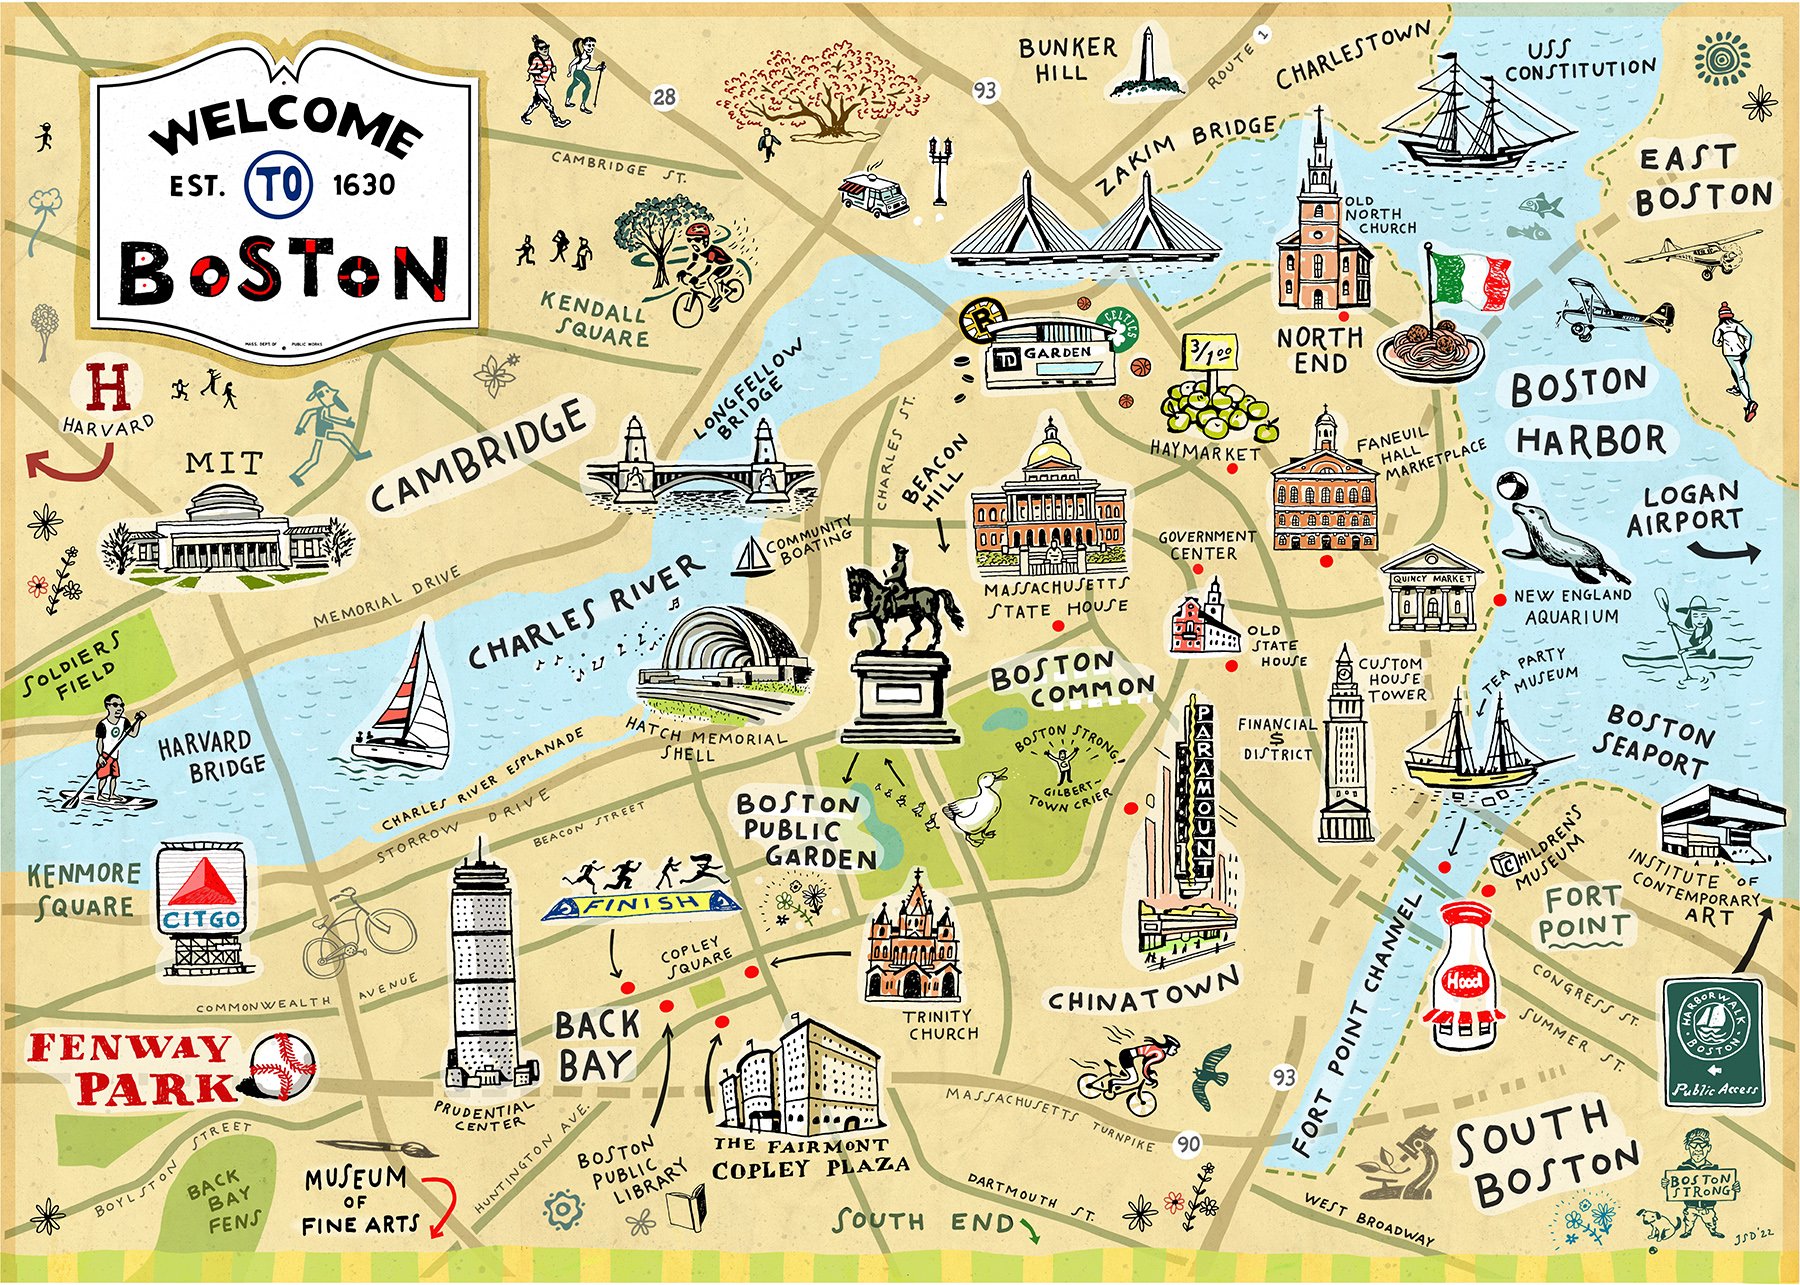 WELCOME
EST. TO 1630
BOSTON
MASS. DEPT. OF PUBLIC WORKS
28
93
BUNKER
HILL
ROUTE 1
CHARLESTOWN
USS
CONSTITUTION
ZAKIM BRIDGE
EAST
BOSTON
CAMBRIDGE ST.
OLD
NORTH
CHURCH
KENDALL
SQUARE
B
CELTICS
TD GARDEN
3/1.00
NORTH
END
BOSTON
HARBOR
H
HARVARD
MIT
CAMBRIDGE
LONGFELLOW
BRIDGE
CHARLES ST.
BEACON
HILL
HAYMARKET
FANEUIL
HALL
MARKETPLACE
LOGAN
AIRPORT
COMMUNITY
BOATING
GOVERNMENT
CENTER
MASSACHUSETTS
STATE HOUSE
QUINCY MARKET
NEW ENGLAND
AQUARIUM
MEMORIAL DRIVE
CHARLES RIVER
SOLDIERS
FIELD
OLD
STATE
HOUSE
BOSTON
COMMON
CUSTOM
HOUSE
TOWER
TEA PARTY
MUSEUM
HARVARD
BRIDGE
HATCH MEMORIAL
SHELL
BOSTON STRONG!
GILBERT-
TOWN CRIER
PARAMOUNT
FINANCIAL
$
DISTRICT
BOSTON
SEAPORT
CHARLES RIVER ESPLANADE
STORROW DRIVE
BEACON STREET
BOSTON
PUBLIC
GARDEN
KENMORE
SQUARE
CITGO
FINISH
COPLEY
SQUARE
CHILDREN'S
MUSEUM
FORT
POINT
INSTITUTE OF
CONTEMPORARY
ART
COMMONWEALTH AVENUE
FENWAY
PARK
BACK
BAY
TRINITY
CHURCH
CHINATOWN
FORT POINT CHANNEL
Hood
CONGRESS ST.
SUMMER ST.
HARBORWALK
BOSTON
Public Access
PRUDENTIAL
CENTER
HUNTINGTON AVE.
BOSTON
PUBLIC
LIBRARY
THE FAIRMONT
COPLEY PLAZA
MASSACHUSETTS TURNPIKE
90
93
SOUTH
BOSTON
BOYLSTON STREET
BACK
BAY
FENS
MUSEUM
OF
FINE ARTS
SOUTH END
DARTMOUTH ST.
WEST BROADWAY
BOSTON
STRONG
JSD '22